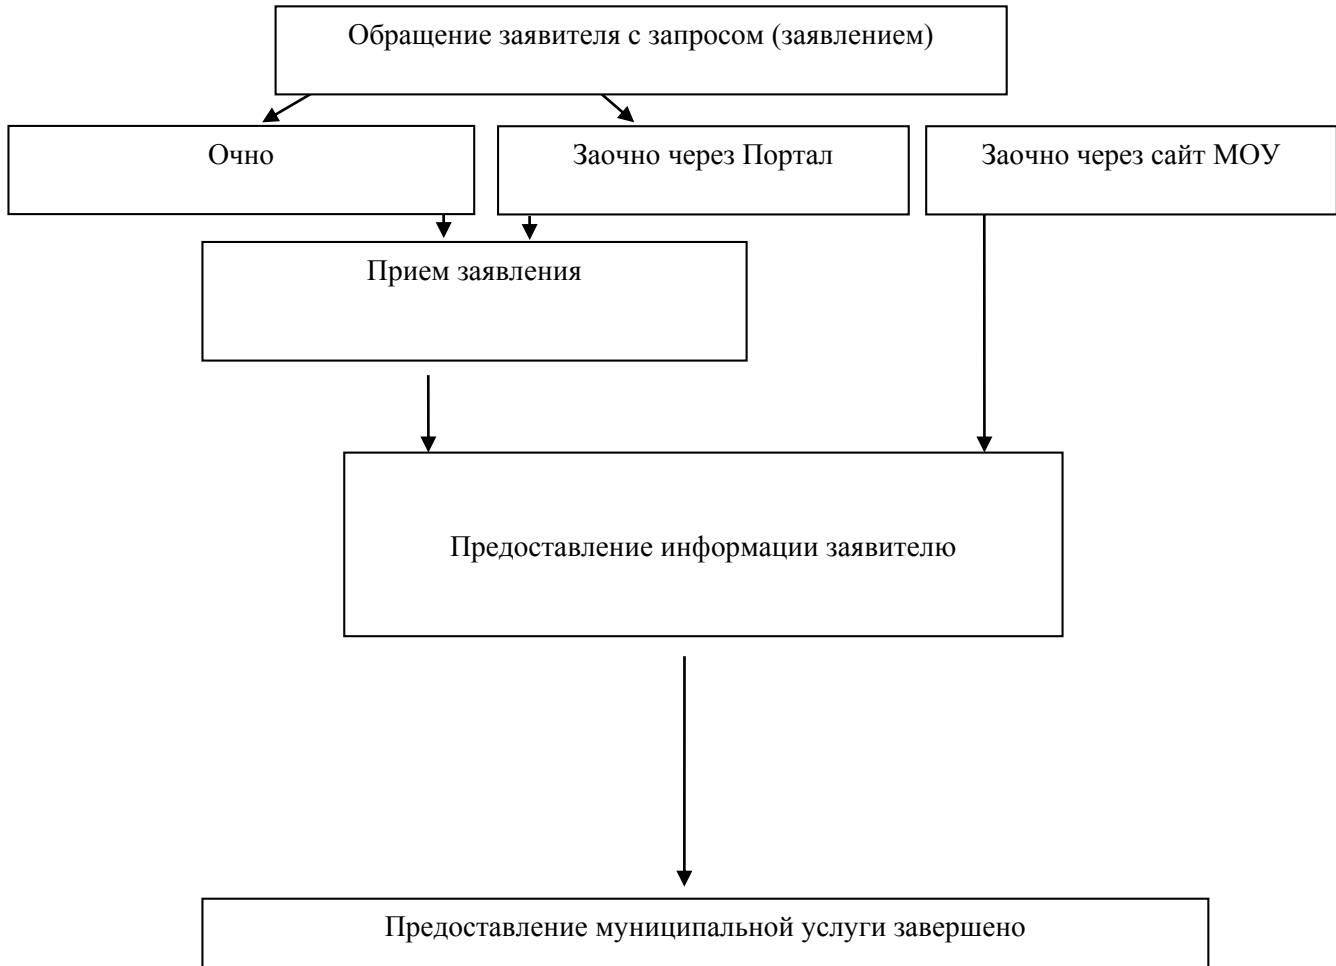 Обращение заявителя с запросом (заявлением)
Очно
Заочно через Портал
Заочно через сайт МОУ
Прием заявления
Предоставление информации заявителю
Предоставление муниципальной услуги завершено